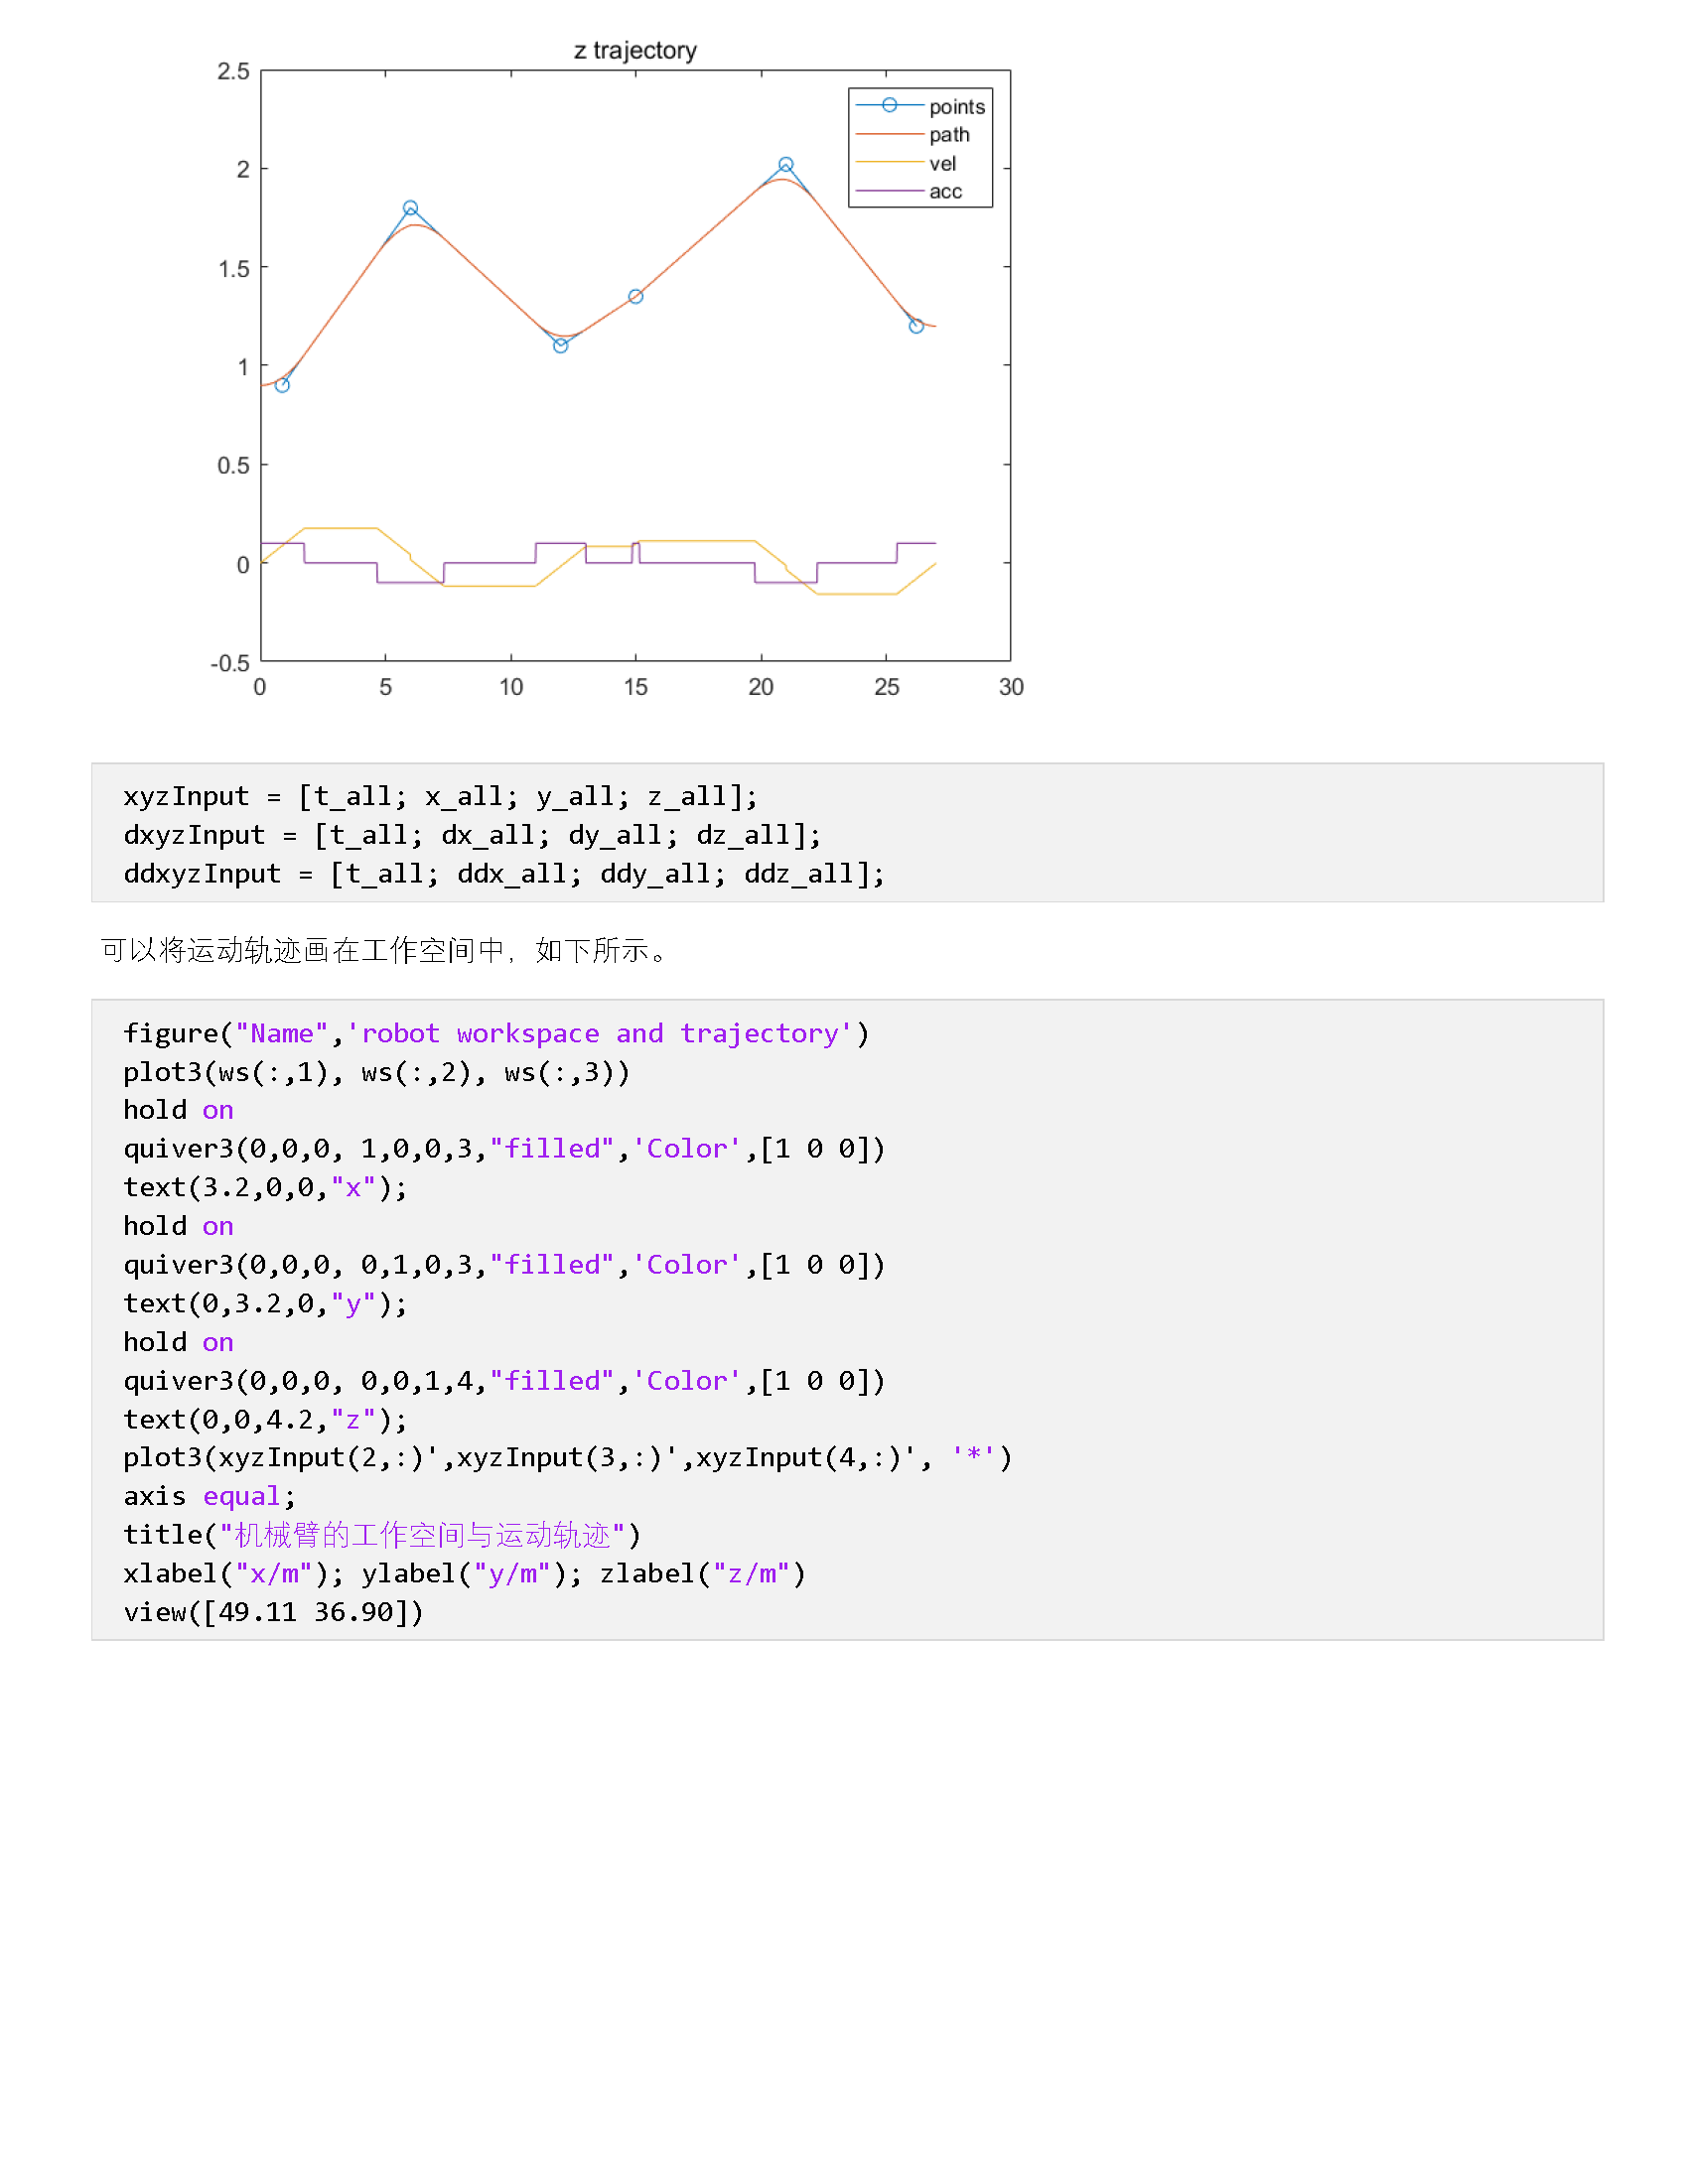 z trajectory
2.5
2
1.5
1
0.5
0
-0.5
0 5 10 15 20 25 30
points
path
vel
acc
xyzInput = [t_all; x_all; y_all; z_all];
dxyzInput = [t_all; dx_all; dy_all; dz_all];
ddxyzInput = [t_all; ddx_all; ddy_all; ddz_all];
可以将运动轨迹画在工作空间中，如下所示。
figure("Name",'robot workspace and trajectory')
plot3(ws(:,1), ws(:,2), ws(:,3))
hold on
quiver3(0,0,0, 1,0,0,3,"filled",'Color',[1 0 0])
text(3.2,0,0,"x");
hold on
quiver3(0,0,0, 0,1,0,3,"filled",'Color',[1 0 0])
text(0,3.2,0,"y");
hold on
quiver3(0,0,0, 0,0,1,4,"filled",'Color',[1 0 0])
text(0,0,4.2,"z");
plot3(xyzInput(2,:)',xyzInput(3,:)',xyzInput(4,:)', '*')
axis equal;
title("机械臂的工作空间与运动轨迹")
xlabel("x/m"); ylabel("y/m"); zlabel("z/m")
view([49.11 36.90])